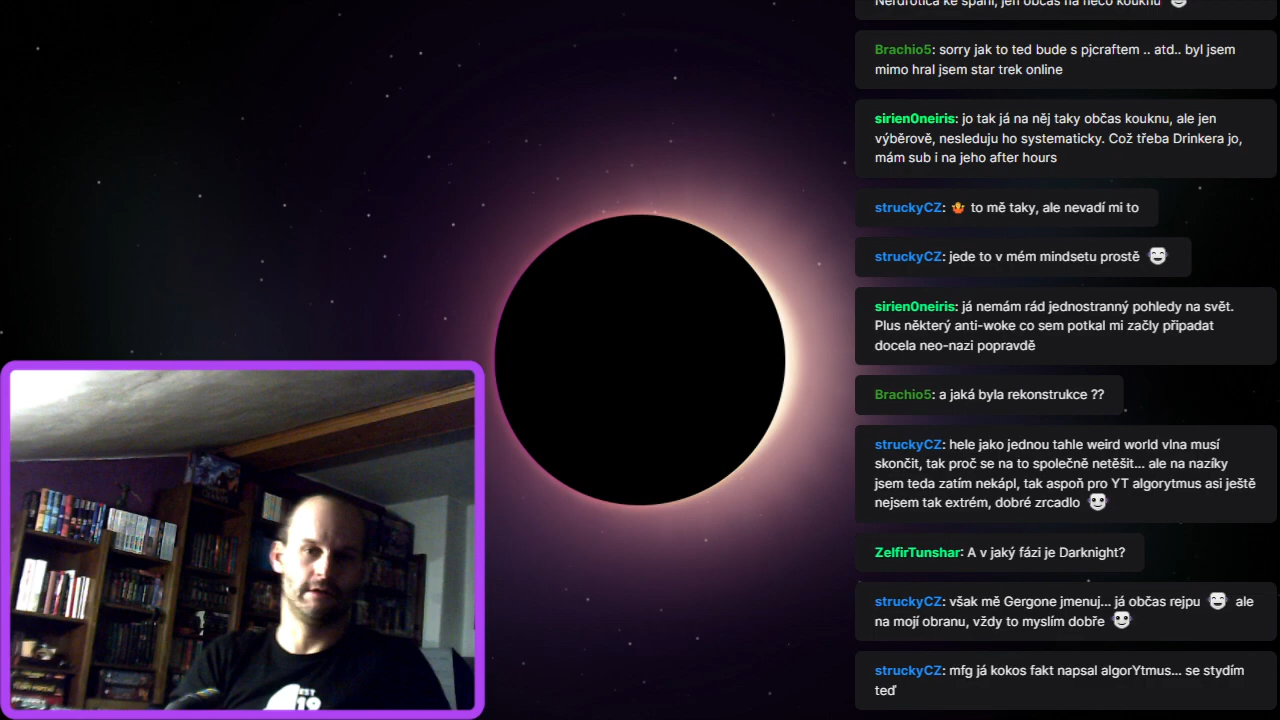 Nerdrotica ke spaní, jen občas na něco kouknu
Brachio5: sorry jak to ted bude s pjcraftem .. atd.. byl jsem
mimo hral jsem star trek online
sirien0neiris: jo tak já na něj taky občas kouknu, ale jen
výběrově, nesleduju ho systematicky. Což třeba Drinkera jo,
mám sub i na jeho after hours
struckyCZ: to mě taky, ale nevadí mi to
struckyCZ: jede to v mém mindsetu prostě
sirien0neiris: já nemám rád jednostranný pohledy na svět.
Plus některý anti-woke co sem potkal mi začly připadat
docela neo-nazi popravdě
Brachio5: a jaká byla rekonstrukce ??
struckyCZ: hele jako jednou tahle weird world vlna musí
skončit, tak proč se na to společně netěšit... ale na nazíky
jsem teda zatím nekápl, tak aspoň pro YT algorytmus asi ještě
nejsem tak extrém, dobré zrcadlo
ZelfirTunshar: A v jaký fázi je Darknight?
struckyCZ: však mě Gergone jmenuj... já občas rejpu ale
na mojí obranu, vždy to myslím dobře
struckyCZ: mfg já kokos fakt napsal algorYtmus... se stydím
teď
EST
19